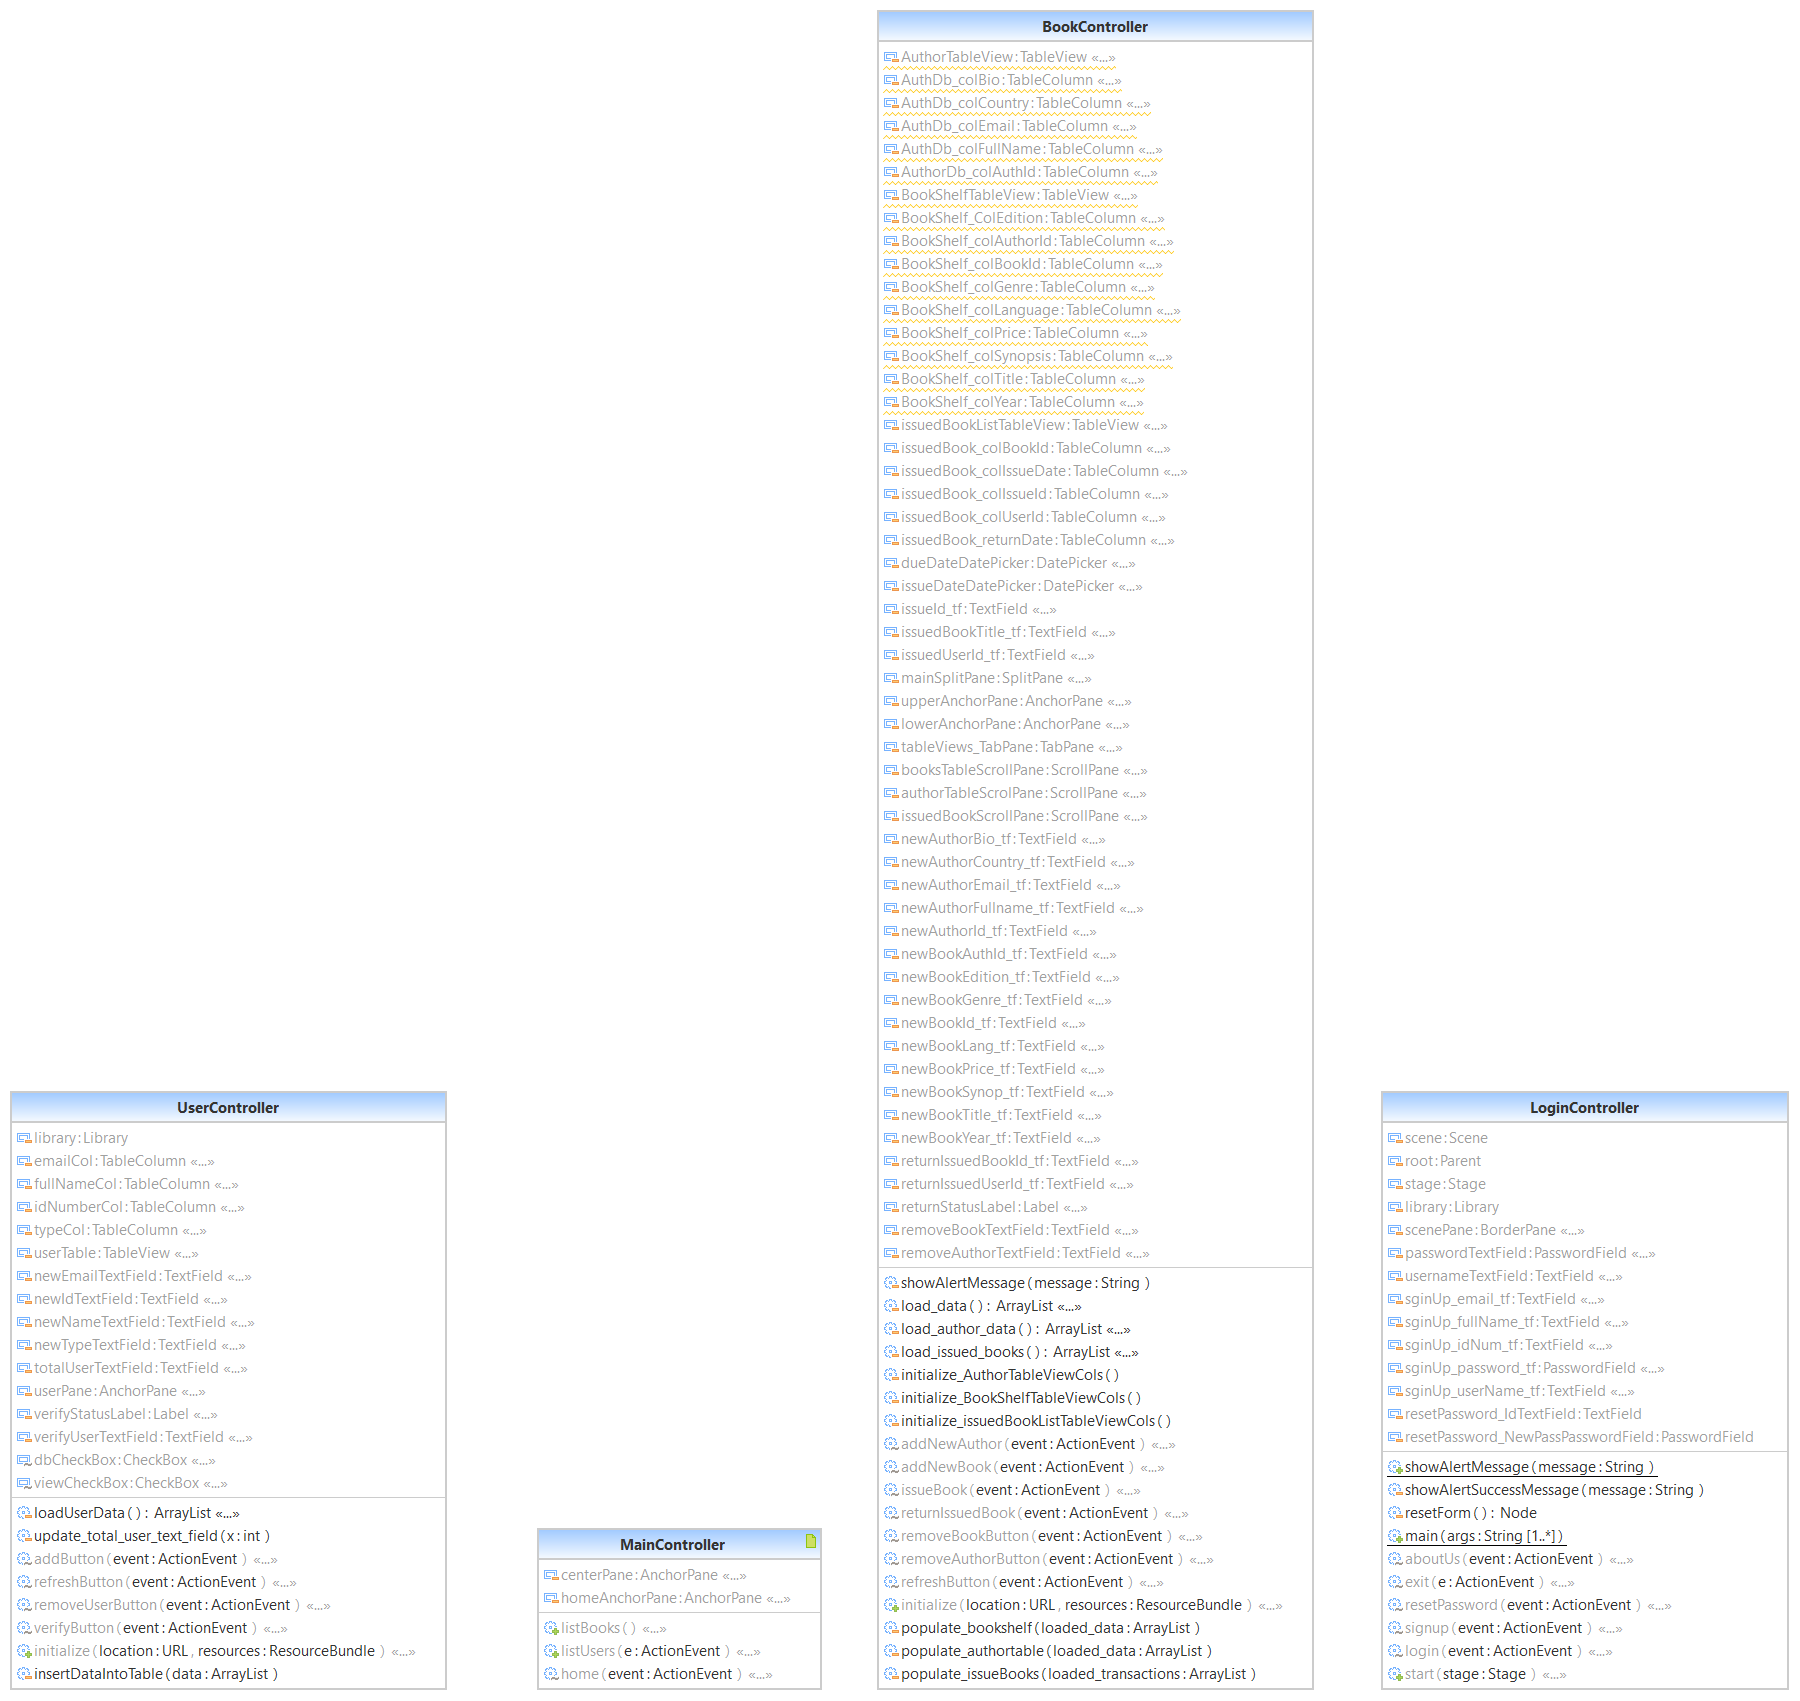 BookController
AuthorTableView:TableView «...»
AuthDb_colBio:TableColumn «...»
AuthDb_colCountry:TableColumn «...»
AuthDb_colEmail:TableColumn «...»
AuthDb_colFullName:TableColumn «...»
AuthorDb_colAuthId:TableColumn «...»
BookShelfTableView:TableView «...»
BookShelf_ColEdition:TableColumn «...»
BookShelf_colAuthorId:TableColumn «...»
BookShelf_colBookId:TableColumn «...»
BookShelf_colGenre:TableColumn «...»
BookShelf_colLanguage:TableColumn «...»
BookShelf_colPrice:TableColumn «...»
BookShelf_colSynopsis:TableColumn «...»
BookShelf_colTitle:TableColumn «...»
BookShelf_colYear:TableColumn «...»
issuedBookListTableView:TableView «...»
issuedBook_colBookId:TableColumn «...»
issuedBook_colIssueDate:TableColumn «...»
issuedBook_colIssueId:TableColumn «...»
issuedBook_colUserId:TableColumn «...»
issuedBook_returnDate:TableColumn «...»
dueDateDatePicker:DatePicker «...»
issueDateDatePicker:DatePicker «...»
issueId_tf:TextField «...»
issuedBookTitle_tf:TextField «...»
issuedUserId_tf:TextField «...»
mainSplitPane:SplitPane «...»
upperAnchorPane:AnchorPane «...»
lowerAnchorPane:AnchorPane «...»
tableViews_TabPane:TabPane «...»
booksTableScrollPane:ScrollPane «...»
authorTableScrolPane:ScrollPane «...»
issuedBookScrollPane:ScrollPane «...»
newAuthorBio_tf:TextField «...»
newAuthorCountry_tf:TextField «...»
newAuthorEmail_tf:TextField «...»
newAuthorFullname_tf:TextField «...»
newAuthorId_tf:TextField «...»
newBookAuthId_tf:TextField «...»
newBookEdition_tf:TextField «...»
newBookGenre_tf:TextField «...»
newBookId_tf:TextField «...»
newBookLang_tf:TextField «...»
newBookPrice_tf:TextField «...»
newBookSynop_tf:TextField «...»
newBookTitle_tf:TextField «...»
newBookYear_tf:TextField «...»
returnIssuedBookId_tf:TextField «...»
returnIssuedUserId_tf:TextField «...»
returnStatusLabel:Label «...»
removeBookTextField:TextField «...»
removeAuthorTextField:TextField «...»
showAlertMessage(message:String )
load_data( ): ArrayList «...»
load_author_data( ): ArrayList «...»
load_issued_books( ): ArrayList «...»
initialize_AuthorTableViewCols( )
initialize_BookShelfTableViewCols( )
initialize_issuedBookListTableViewCols( )
addNewAuthor(event:ActionEvent ) «...»
addNewBook(event:ActionEvent ) «...»
issueBook(event:ActionEvent ) «...»
returnIssuedBook(event:ActionEvent ) «...»
removeBookButton(event:ActionEvent ) «...»
removeAuthorButton(event:ActionEvent ) «...»
refreshButton(event:ActionEvent ) «...»
initialize(location:URL, resources:ResourceBundle ) «...»
populate_bookshelf(loaded_data:ArrayList )
populate_authortable(loaded_data:ArrayList )
populate_issueBooks(loaded_transactions:ArrayList )
UserController
library:Library
emailCol:TableColumn «...»
fullNameCol:TableColumn «...»
idNumberCol:TableColumn «...»
typeCol:TableColumn «...»
userTable:TableView «...»
newEmailTextField:TextField «...»
newIdTextField:TextField «...»
newNameTextField:TextField «...»
newTypeTextField:TextField «...»
totalUserTextField:TextField «...»
userPane:AnchorPane «...»
verifyStatusLabel:Label «...»
verifyUserTextField:TextField «...»
dbCheckBox:CheckBox «...»
viewCheckBox:CheckBox «...»
loadUserData( ): ArrayList «...»
update_total_user_text_field(x:int )
addButton(event:ActionEvent ) «...»
refreshButton(event:ActionEvent ) «...»
removeUserButton(event:ActionEvent ) «...»
verifyButton(event:ActionEvent ) «...»
initialize(location:URL, resources:ResourceBundle ) «...»
insertDataIntoTable(data:ArrayList )
MainController
centerPane:AnchorPane «...»
homeAnchorPane:AnchorPane «...»
listBooks( ) «...»
listUsers(e:ActionEvent ) «...»
home(event:ActionEvent ) «...»
LoginController
scene:Scene
root:Parent
stage:Stage
library:Library
scenePane:BorderPane «...»
passwordTextField:PasswordField «...»
usernameTextField:TextField «...»
sginUp_email_tf:TextField «...»
sginUp_fullName_tf:TextField «...»
sginUp_idNum_tf:TextField «...»
sginUp_password_tf:PasswordField «...»
sginUp_userName_tf:TextField «...»
resetPassword_IdTextField:TextField
resetPassword_NewPassPasswordField:PasswordField
showAlertMessage(message:String )
showAlertSuccessMessage(message:String )
resetForm( ): Node
main(args:String [1..*])
aboutUs(event:ActionEvent ) «...»
exit(e:ActionEvent ) «...»
resetPassword(event:ActionEvent ) «...»
signup(event:ActionEvent ) «...»
login(event:ActionEvent ) «...»
start(stage:Stage ) «...»